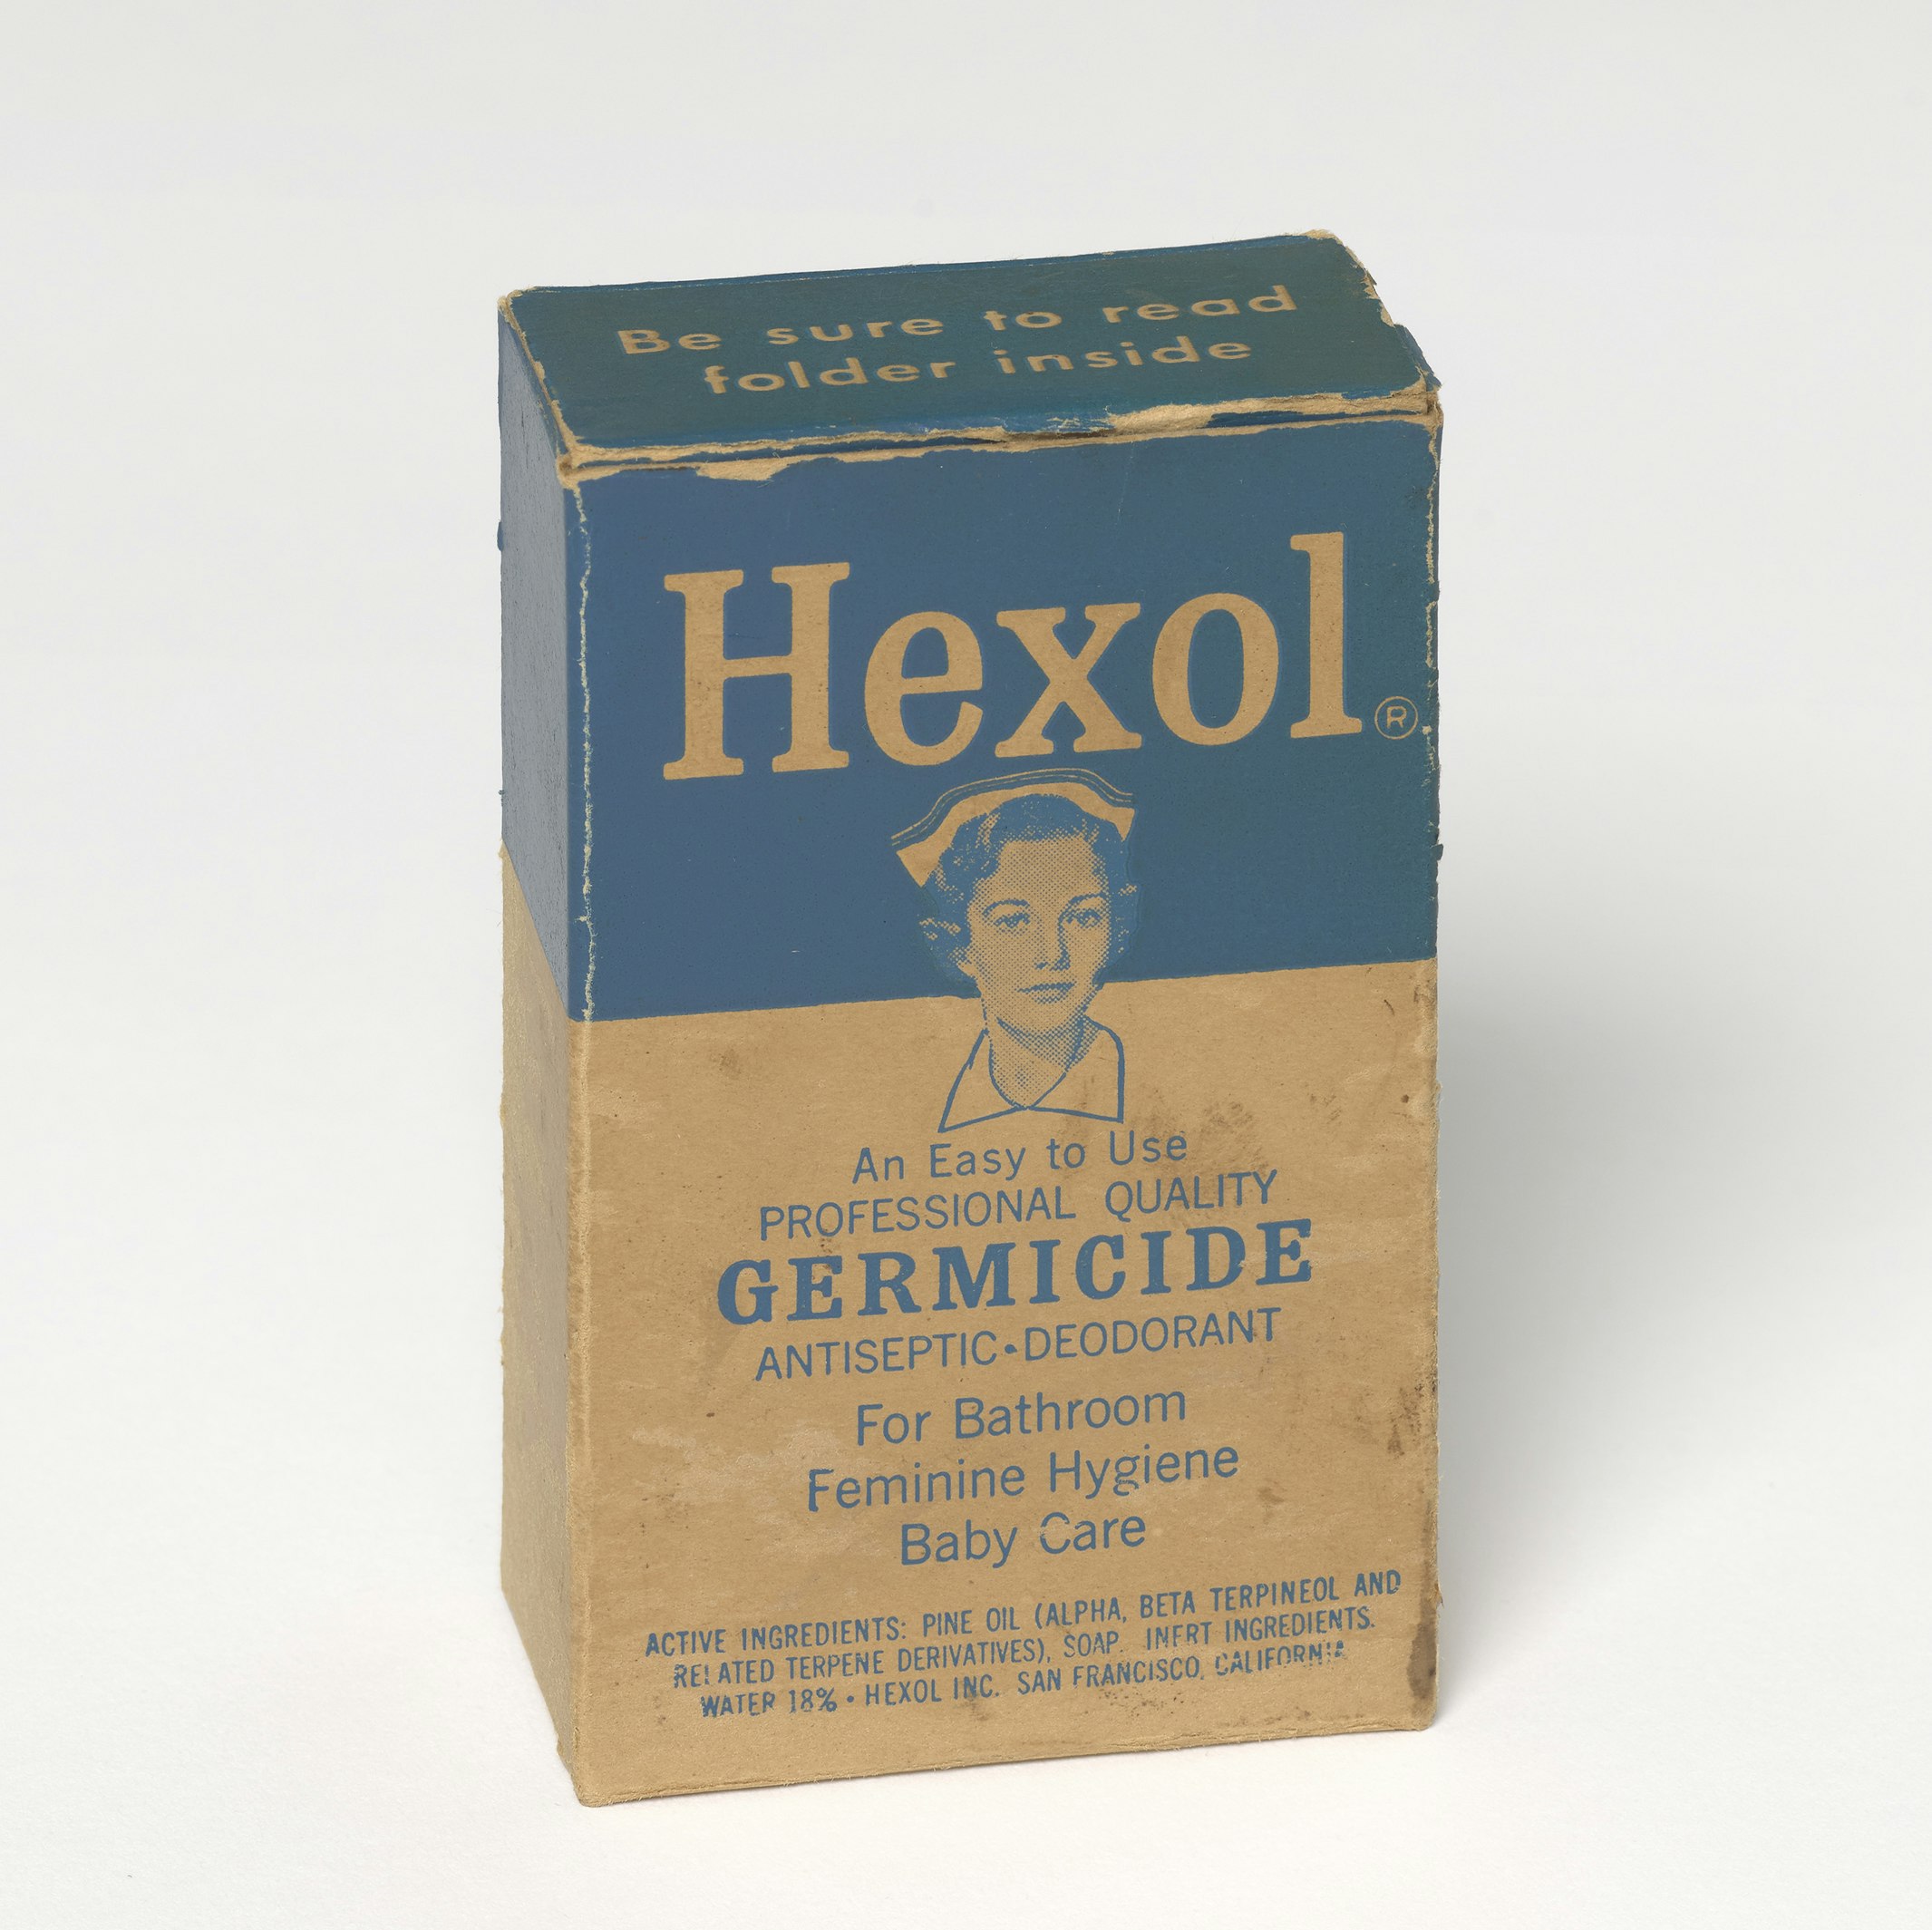 Be sure to read
folder inside
Hexol®
An Easy to Use
PROFESSIONAL QUALITY
GERMICIDE
ANTISEPTIC•DEODORANT
For Bathroom
Feminine Hygiene
Baby Care
ACTIVE INGREDIENTS: PINE OIL (ALPHA, BETA TERPINEOL AND
RELATED TERPENE DERIVATIVES), SOAP. INERT INGREDIENTS.
WATER 18% • HEXOL INC. SAN FRANCISCO, CALIFORNIA